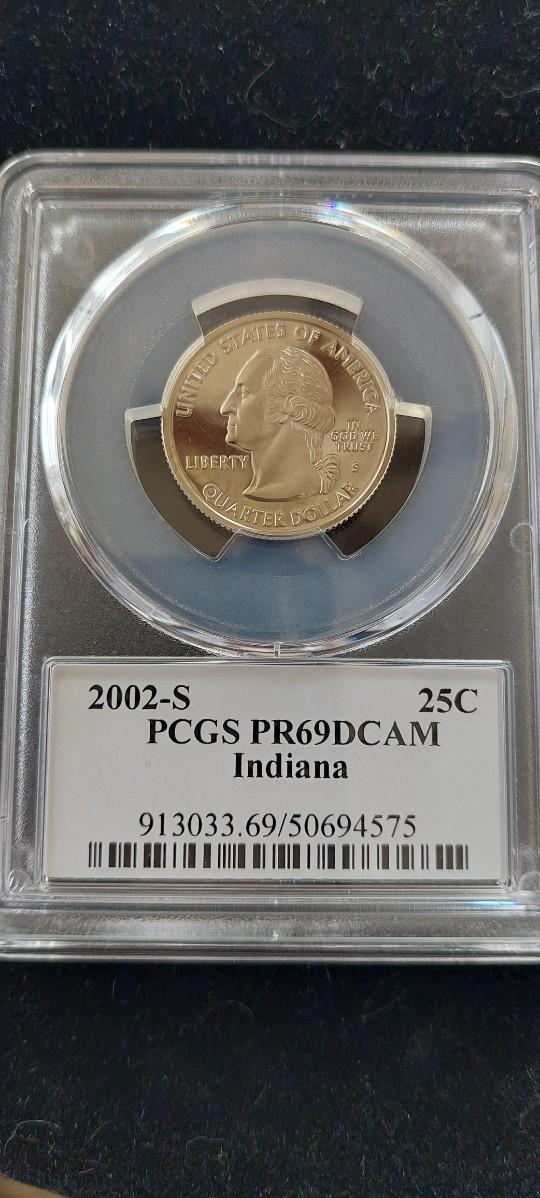 UNITED STATES OF AMERICA
LIBERTY
IN
GOD WE
TRUST
S
QUARTER DOLLAR
2002-S 25C
PCGS PR69DCAM
Indiana
913033.69/50694575